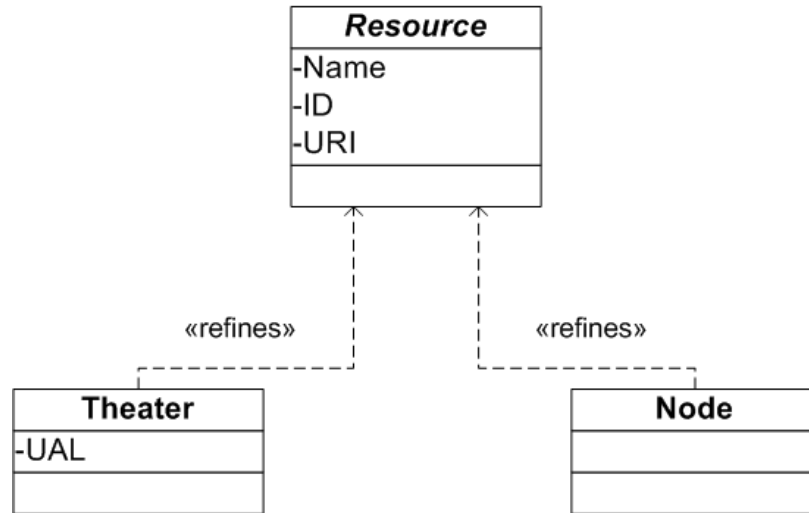 Resource
-Name
-ID
-URI
«refines»
«refines»
Theater
-UAL
Node